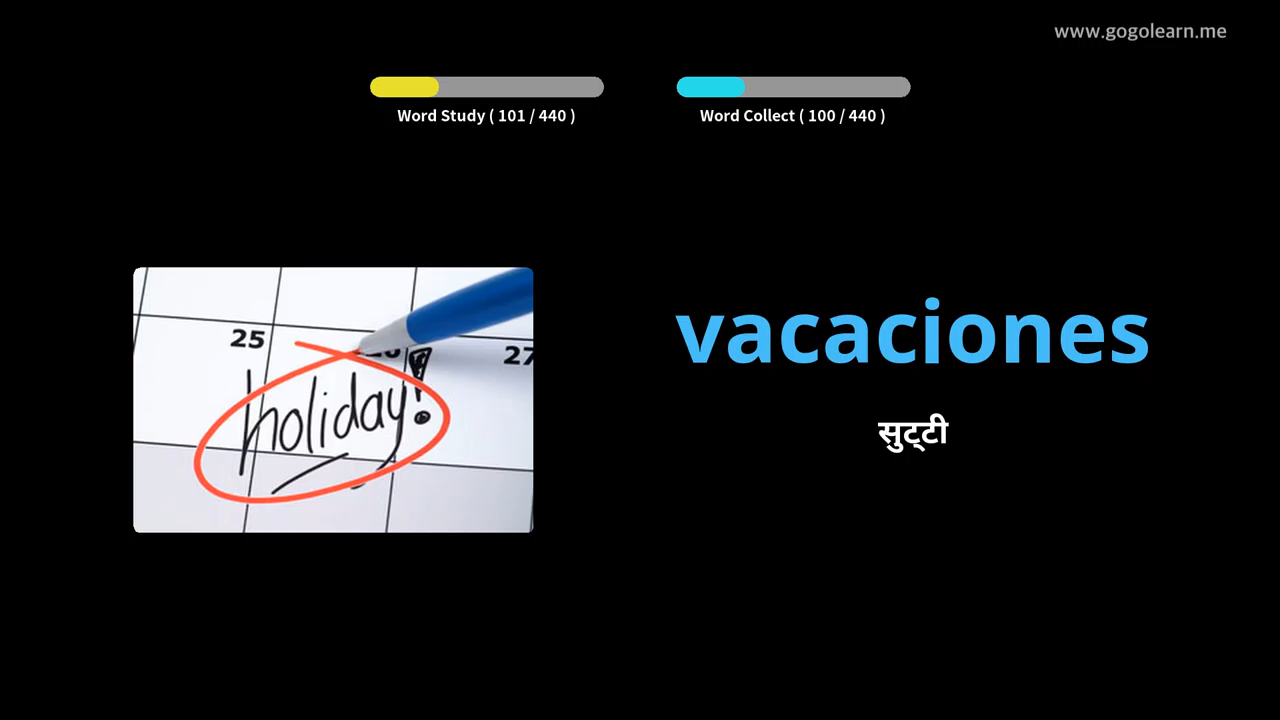 www.gogolearn.me
Word Study ( 101 / 440 )
Word Collect ( 100 / 440 )
25
27
holiday!
vacaciones
सुट्टी